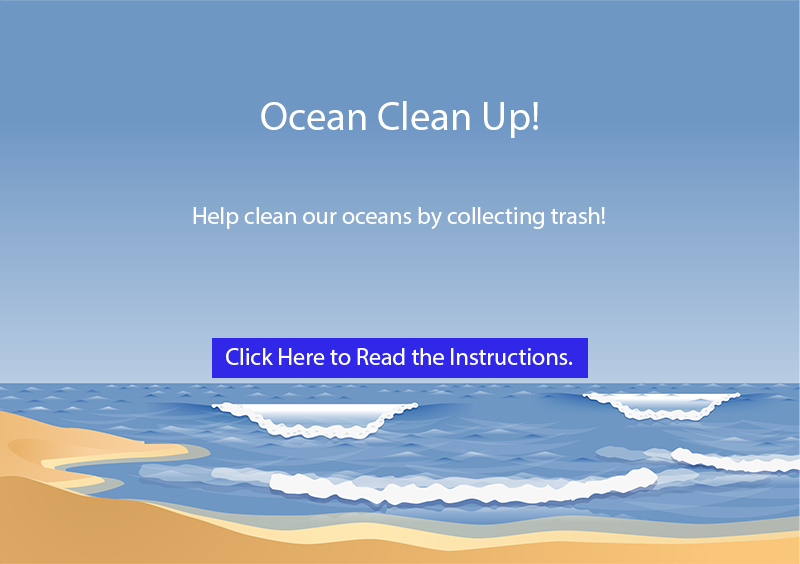 Ocean Clean Up!
Help clean our oceans by collecting trash!
Click Here to Read the Instructions.